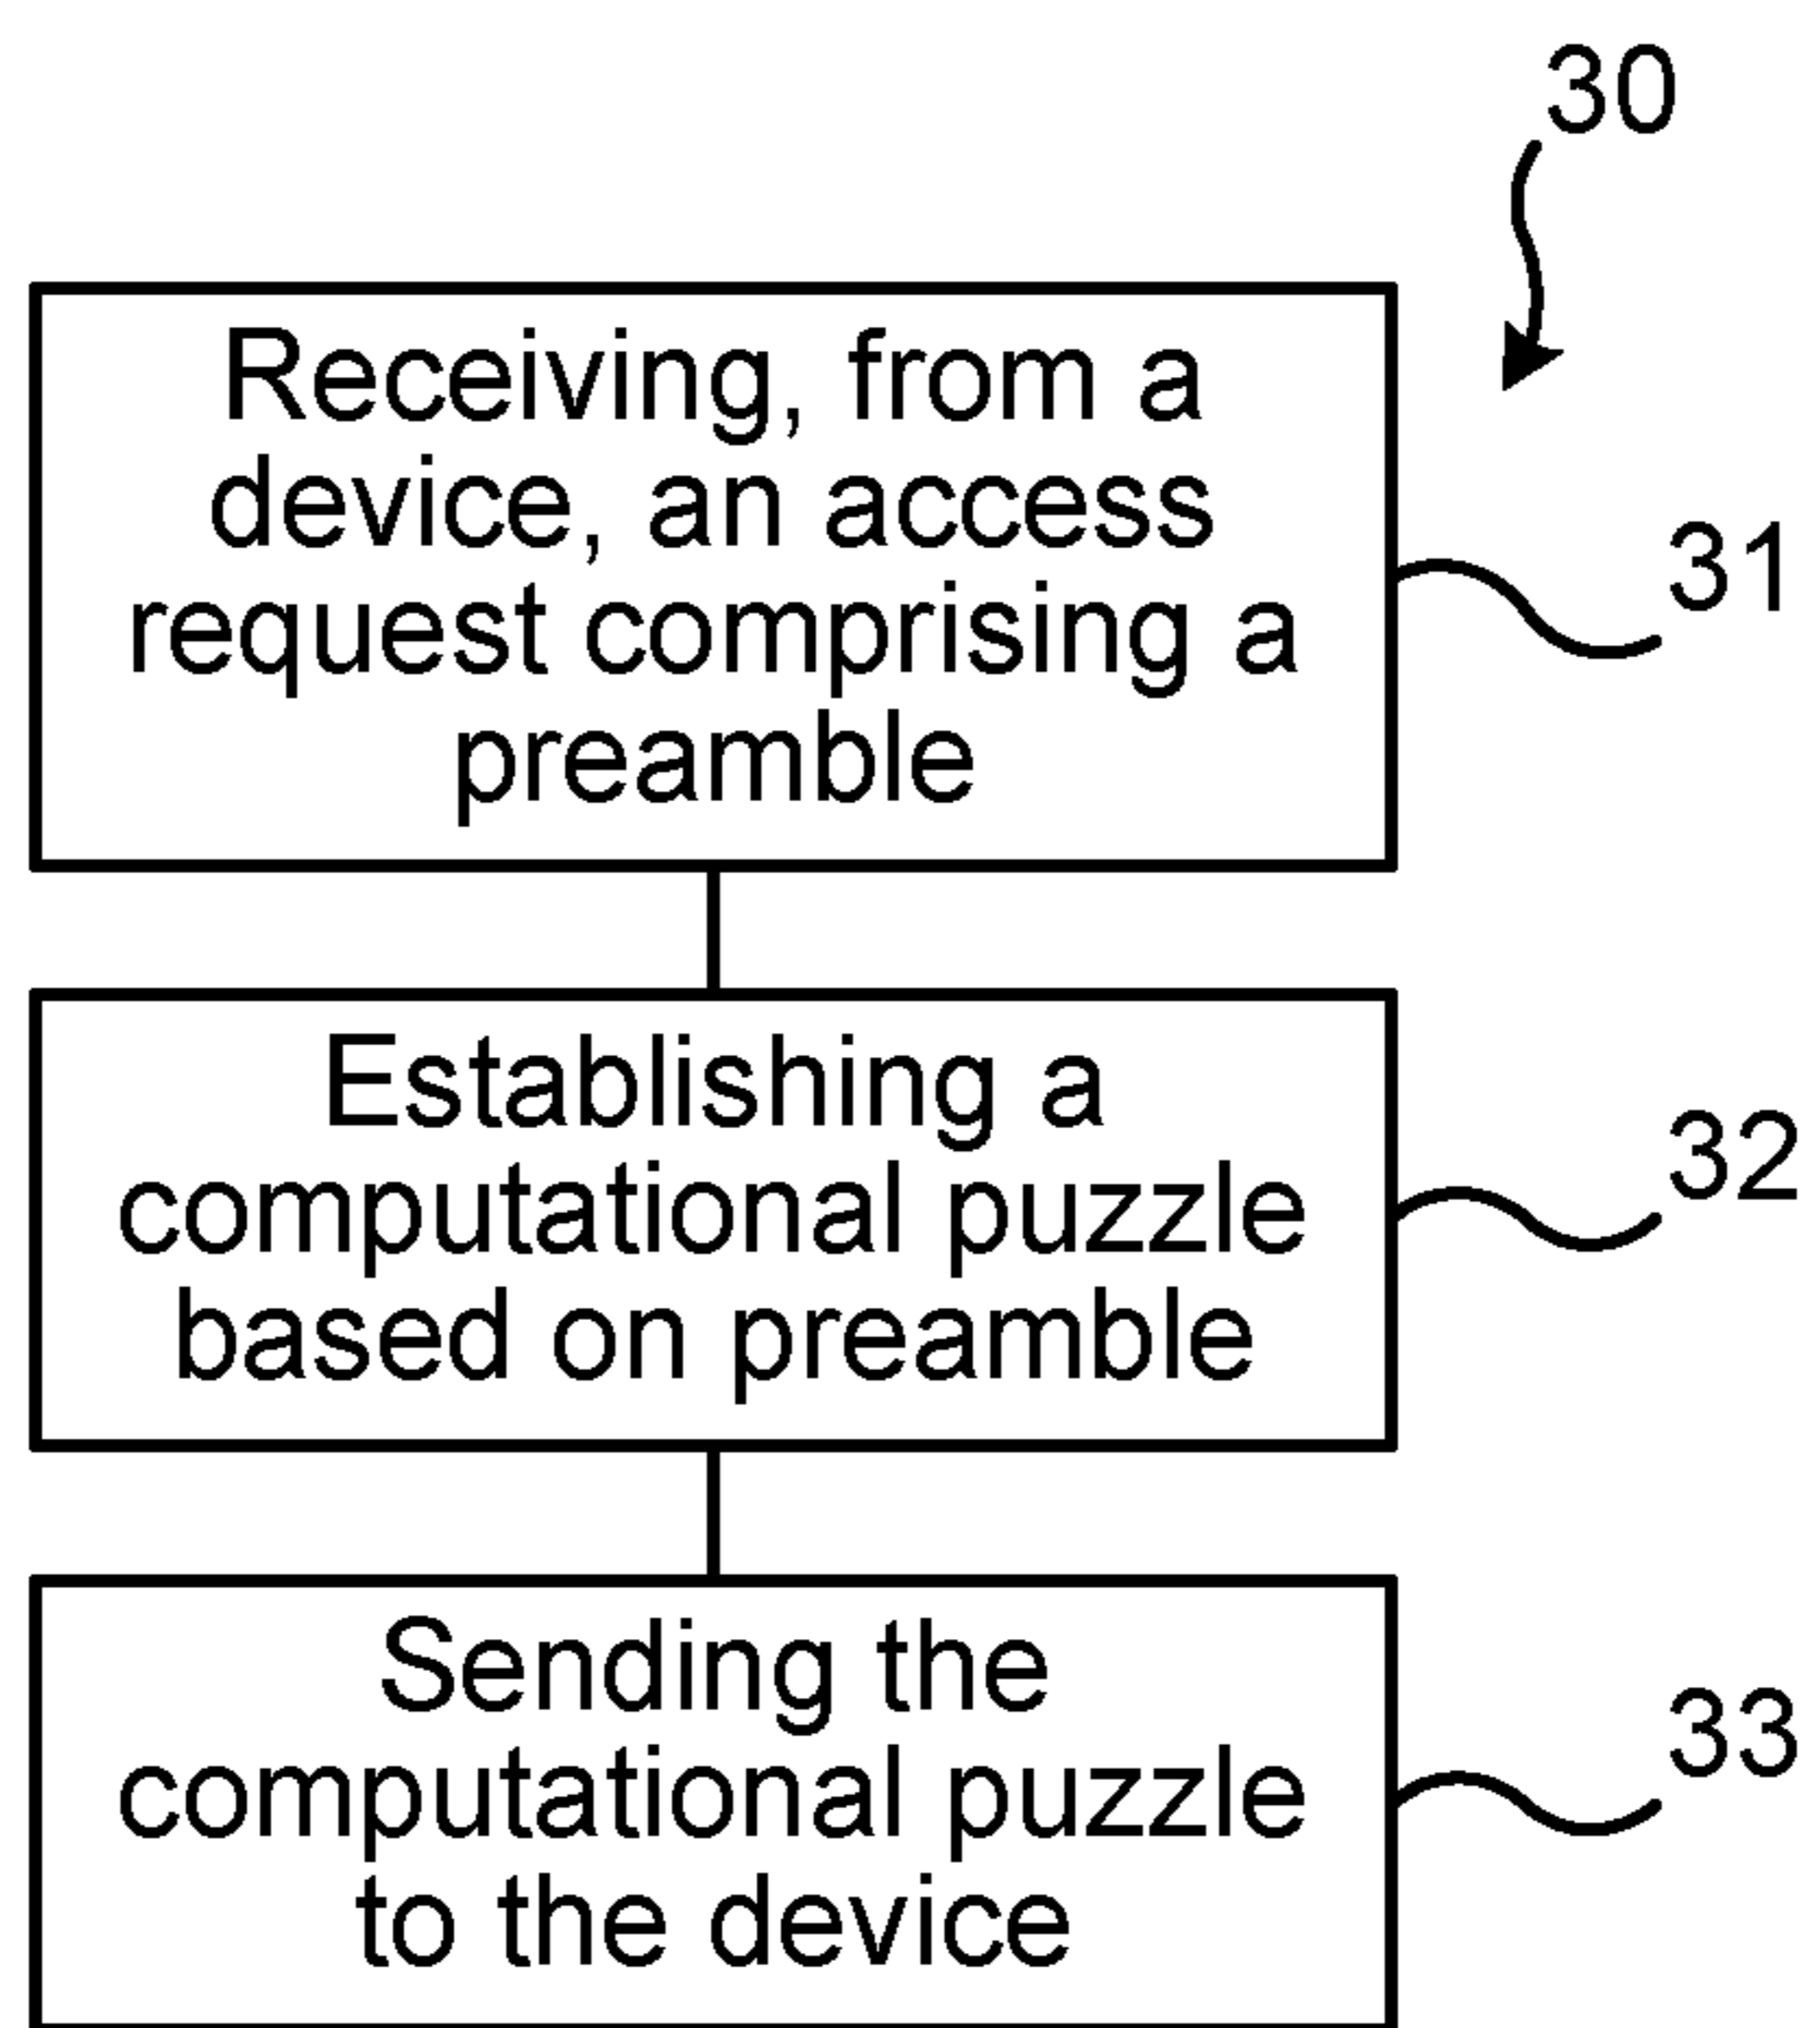 30
Receiving, from a
device, an access
request comprising a
preamble
31
Establishing a
computational puzzle
based on preamble
32
Sending the
computational puzzle
to the device
33